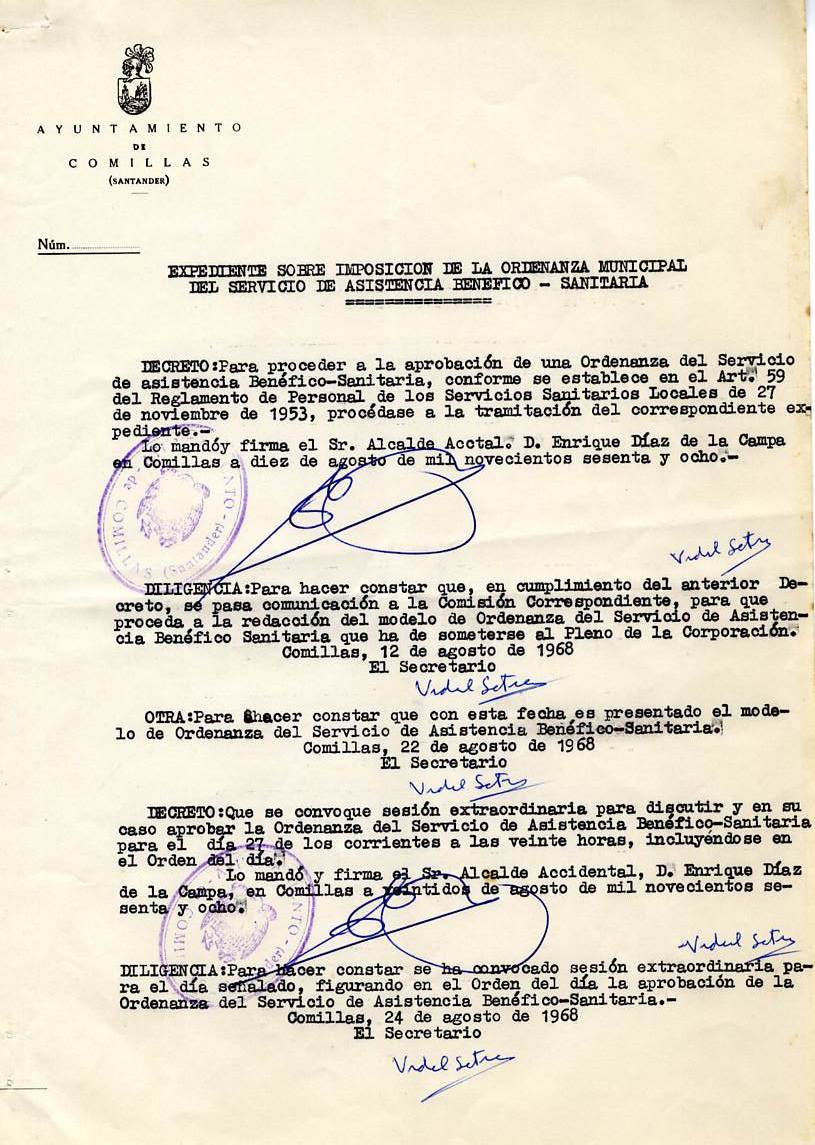 AYUNTAMIENTO
DE
COMILLAS
(SANTANDER)
Núm.
EXPEDIENTE SOBRE IMPOSICION DE LA ORDENANZA MUNICIPAL
DEL SERVICIO DE ASISTENCIA BENEFICO - SANITARIA
===============
DECRETO:Para proceder a la aprobación de una Ordenanza del Servicio
de asistencia Benéfico-Sanitaria, conforme se establece en el Art. 59
del Reglamento de Personal de los Servicios Sanitarios Locales de 27
de noviembre de 1953, procédase a la tramitación del correspondiente ex-
pediente.-
Lo mandóy firma el Sr. Alcalde Acctal. D. Enrique Díaz de la Campa
en Comillas a diez de agosto de mil novecientos sesenta y ocho.-
de COMILLAS (Santander)
DILIGENCIA:Para hacer constar que, en cumplimiento del anterior De-
creto, se pasa comunicación a la Comisión Correspondiente, para que
proceda a la redacción del modelo de Ordenanza del Servicio de Asisten-
cia Benéfico Sanitaria que ha de someterse al Pleno de la Corporación.
Comillas, 12 de agosto de 1968
El Secretario
OTRA:Para hacer constar que con esta fecha es presentado el mode-
lo de Ordenanza del Servicio de Asistencia Benéfico-Sanitaria.
Comillas, 22 de agosto de 1968
El Secretario
DECRETO:Que se convoque sesión extraordinaria para discutir y en su
caso aprobar la Ordenanza del Servicio de Asistencia Benéfico-Sanitaria
para el día 27 de los corrientes a las veinte horas, incluyéndose en
el Orden del día.
Lo mandó y firma el Sr. Alcalde Accidental, D. Enrique Díaz
de la Campa, en Comillas a veintidos de agosto de mil novecientos se-
senta y ocho.
DILIGENCIA:Para hacer constar se ha convocado sesión extraordinaria pa-
ra el día señalado, figurando en el Orden del día la aprobación de la
Ordenanza del Servicio de Asistencia Benéfico-Sanitaria.-
Comillas, 24 de agosto de 1968
El Secretario